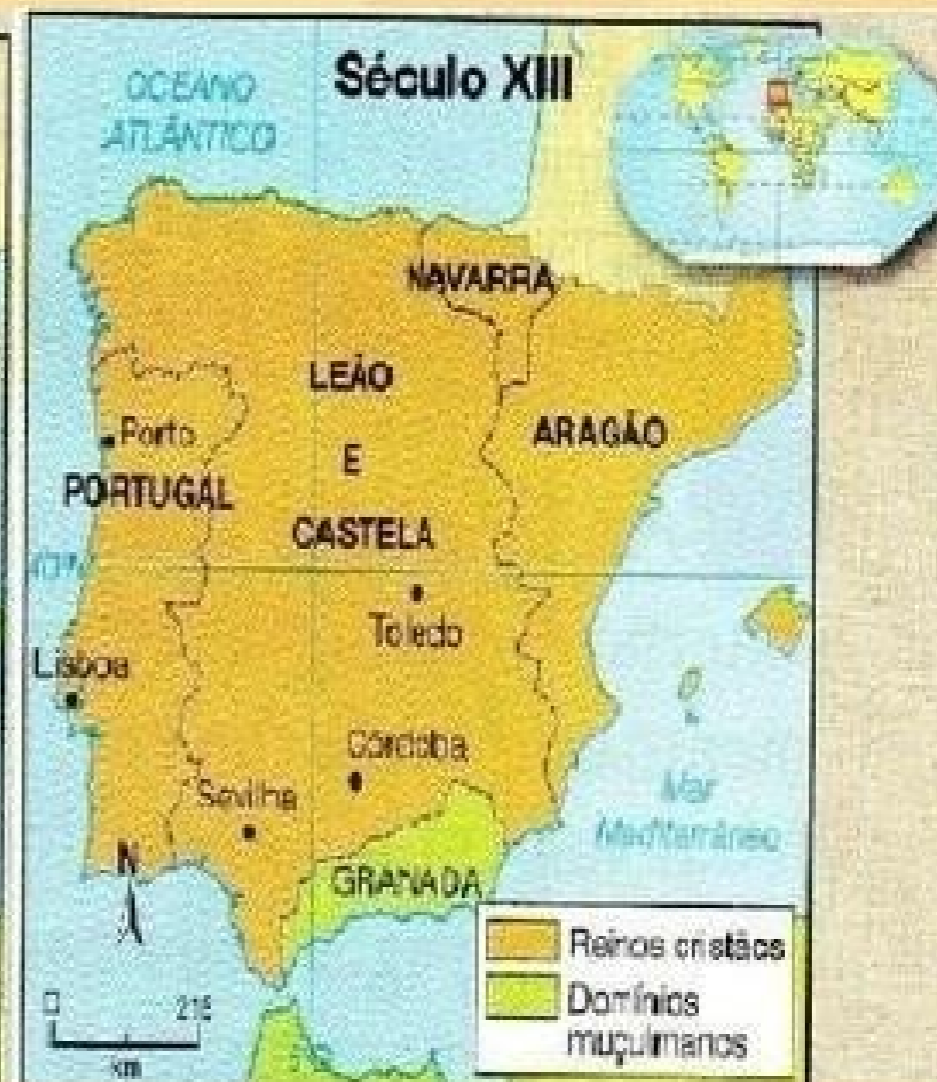 Século XIII
OCEANO
ATLÂNTICO
NAVARRA
LEÃO
E
CASTELA
ARAGÃO
Porto
PORTUGAL
Toledo
Lisboa
Córdoba
Sevilha
Mar
Mediterrâneo
GRANADA
N
0 216
km
Reinos cristãos
Domínios
muçulmanos